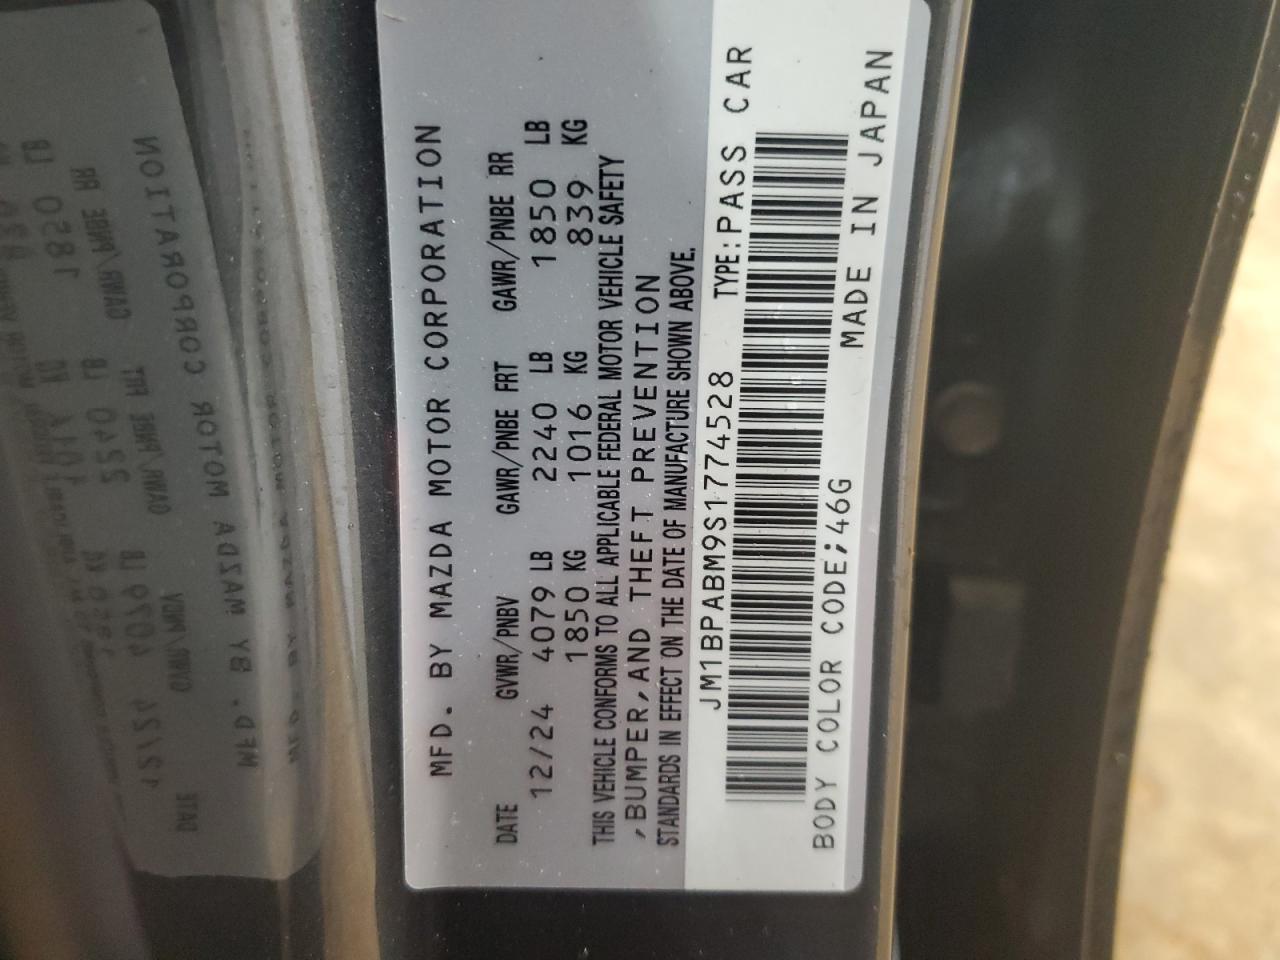 MFD. BY MAZDA MOTOR CORPORATION
DATE GVWR/PNBV GAWR/PNBE FRT GAWR/PNBE RR
12/24 4079 LB 2240 LB 1850 LB
1850 KG 1016 KG 839 KG
THIS VEHICLE CONFORMS TO ALL APPLICABLE FEDERAL MOTOR VEHICLE SAFETY
,BUMPER,AND THEFT PREVENTION
STANDARDS IN EFFECT ON THE DATE OF MANUFACTURE SHOWN ABOVE.
JM1BPABM9S1774528 TYPE:PASS CAR
BODY COLOR CODE;46G MADE IN JAPAN